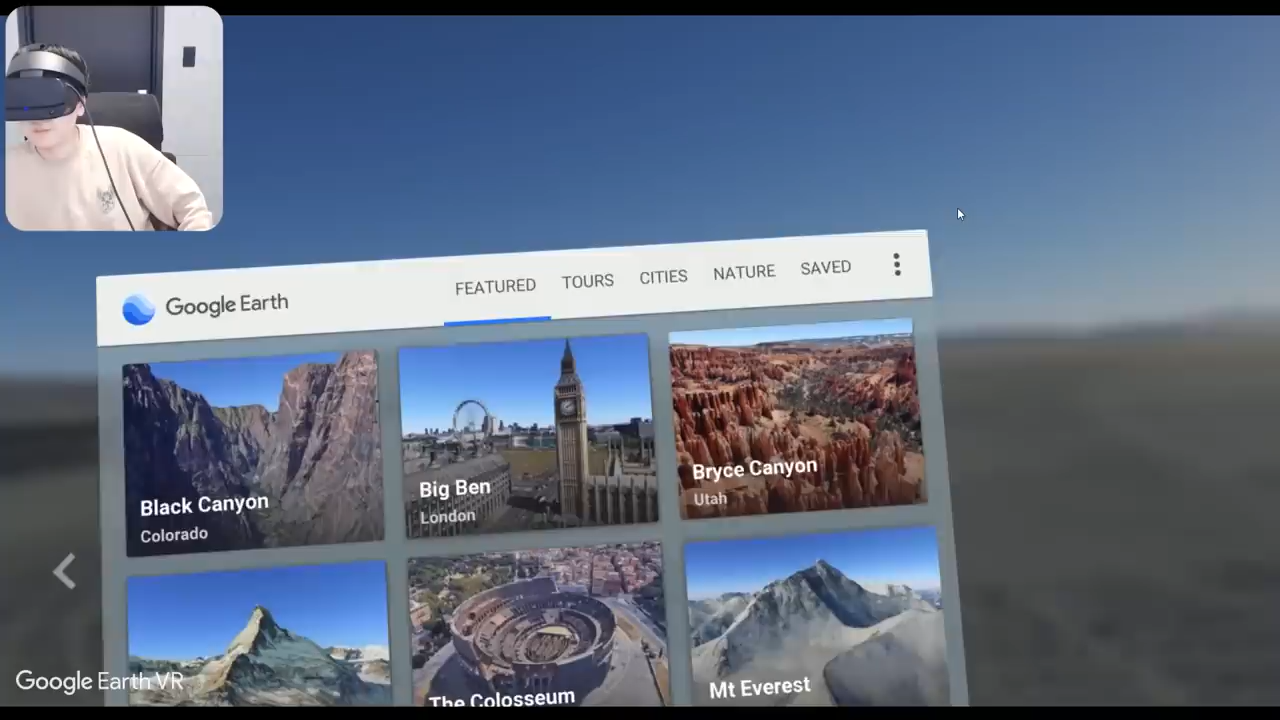 Google Earth
FEATURED
TOURS
CITIES
NATURE
SAVED
Black Canyon
Colorado
Big Ben
London
Bryce Canyon
Utah
The Colosseum
Mt Everest
Google Earth VR